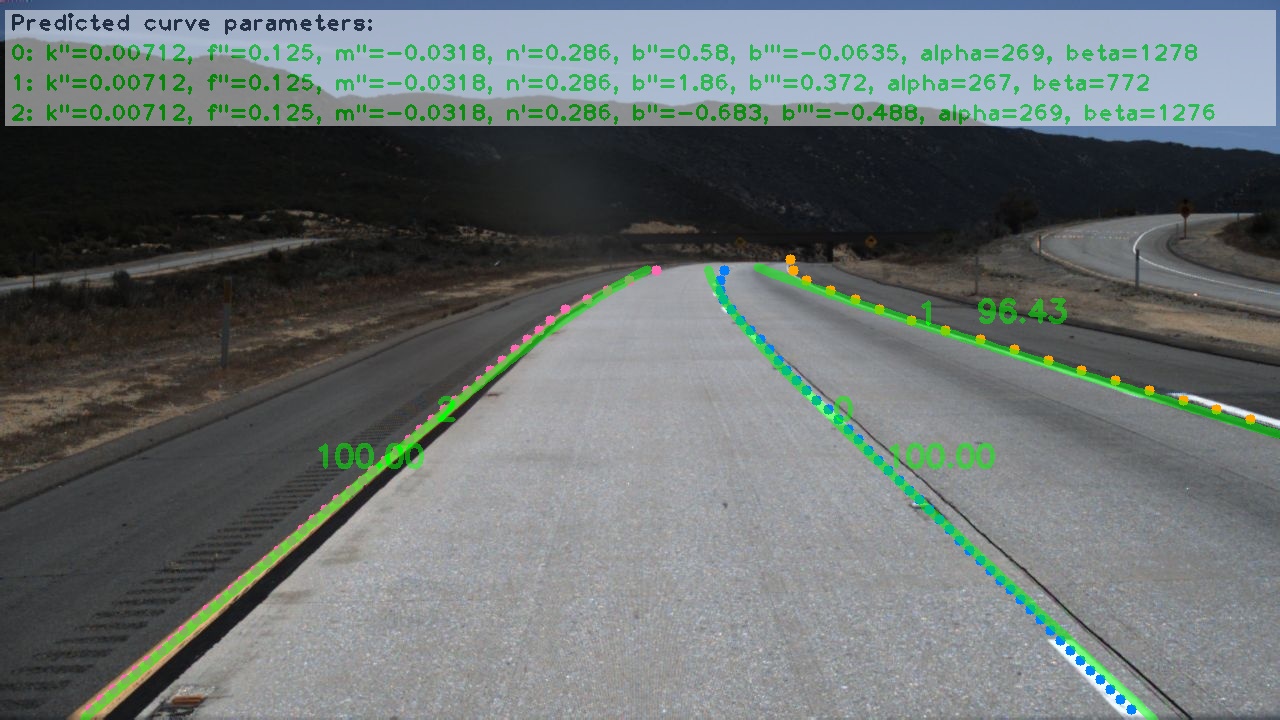 Predicted curve parameters:
0: k''=0.00712, f''=0.125, m''=-0.0318, n'=0.286, b''=0.58, b'''=-0.0635, alpha=269, beta=1278
1: k''=0.00712, f''=0.125, m''=-0.0318, n'=0.286, b''=1.86, b'''=0.372, alpha=267, beta=772
2: k''=0.00712, f''=0.125, m''=-0.0318, n'=0.286, b''=-0.683, b'''=-0.488, alpha=269, beta=1276
1 96.43
2 0
100.00 100.00